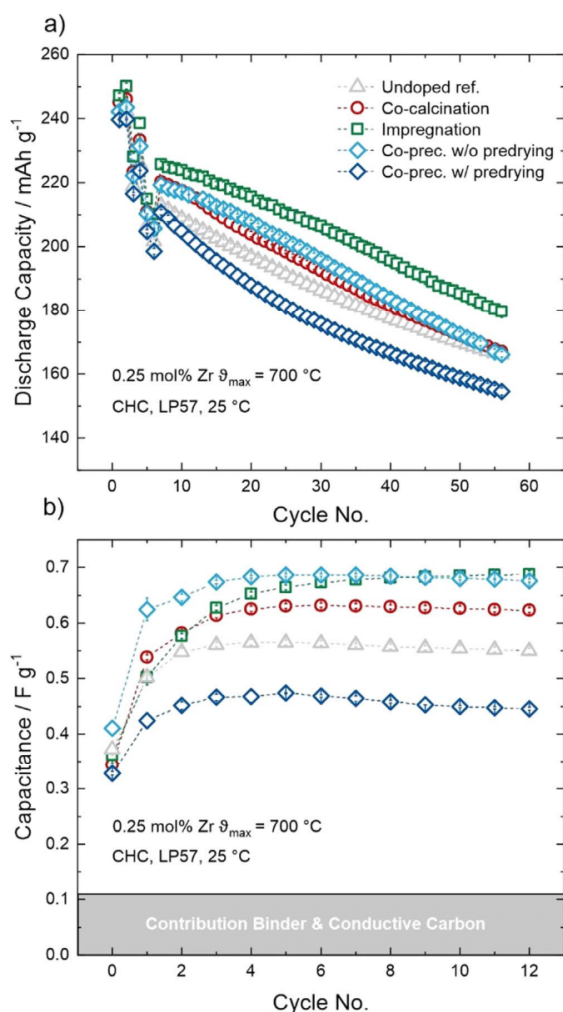 a)
260
240
220
200
180
160
140
Discharge Capacity / mAh g⁻¹
Undoped ref.
Co-calcination
Impregnation
Co-prec. w/o predrying
Co-prec. w/ predrying
0.25 mol% Zr ϑmax = 700 °C
CHC, LP57, 25 °C
0 10 20 30 40 50 60
Cycle No.
b)
0.7
0.6
0.5
0.4
0.3
0.2
0.1
0.0
Capacitance / F g⁻¹
0.25 mol% Zr ϑmax = 700 °C
CHC, LP57, 25 °C
Contribution Binder & Conductive Carbon
0 2 4 6 8 10 12
Cycle No.